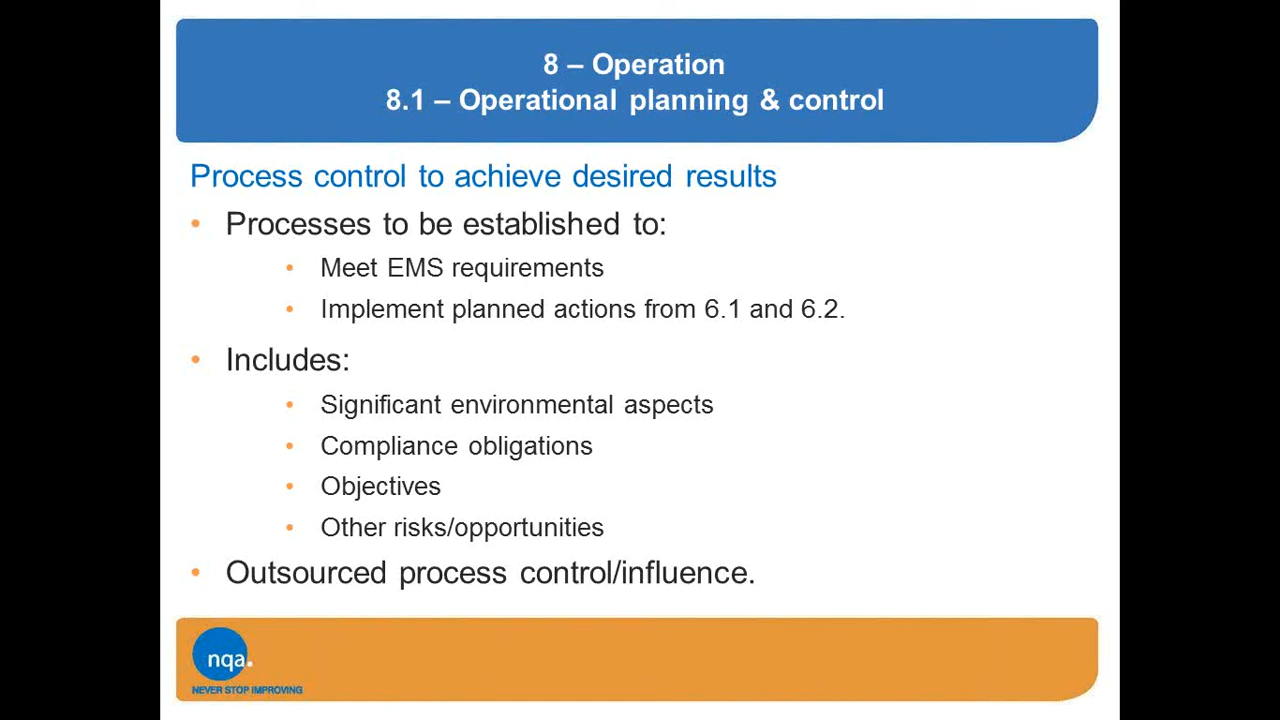 8 – Operation
8.1 – Operational planning & control
Process control to achieve desired results
• Processes to be established to:
• Meet EMS requirements
• Implement planned actions from 6.1 and 6.2.
• Includes:
• Significant environmental aspects
• Compliance obligations
• Objectives
• Other risks/opportunities
• Outsourced process control/influence.
nqa.
NEVER STOP IMPROVING